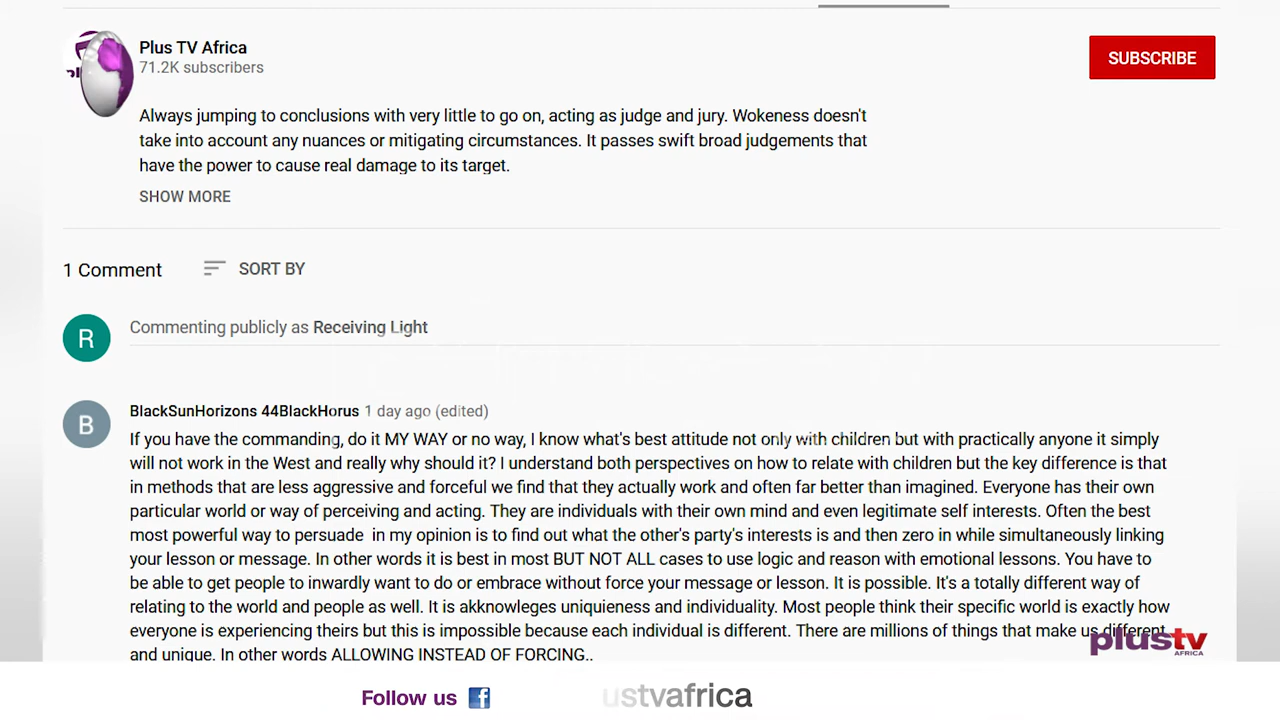 Plus TV Africa
71.2K subscribers
SUBSCRIBE
Always jumping to conclusions with very little to go on, acting as judge and jury. Wokeness doesn't
take into account any nuances or mitigating circumstances. It passes swift broad judgements that
have the power to cause real damage to its target.
SHOW MORE
1 Comment
SORT BY
R
Commenting publicly as Receiving Light
B
BlackSunHorizons 44BlackHorus 1 day ago (edited)
If you have the commanding, do it MY WAY or no way, I know what's best attitude not only with children but with practically anyone it simply
will not work in the West and really why should it? I understand both perspectives on how to relate with children but the key difference is that
in methods that are less aggressive and forceful we find that they actually work and often far better than imagined. Everyone has their own
particular world or way of perceiving and acting. They are individuals with their own mind and even legitimate self interests. Often the best
most powerful way to persuade in my opinion is to find out what the other's party's interests is and then zero in while simultaneously linking
your lesson or message. In other words it is best in most BUT NOT ALL cases to use logic and reason with emotional lessons. You have to
be able to get people to inwardly want to do or embrace without force your message or lesson. It is possible. It's a totally different way of
relating to the world and people as well. It is akknowleges uniquieness and individuality. Most people think their specific world is exactly how
everyone is experiencing theirs but this is impossible because each individual is different. There are millions of things that make us different
and unique. In other words ALLOWING INSTEAD OF FORCING..
plustv
AFRICA
Follow us f ustvafrica